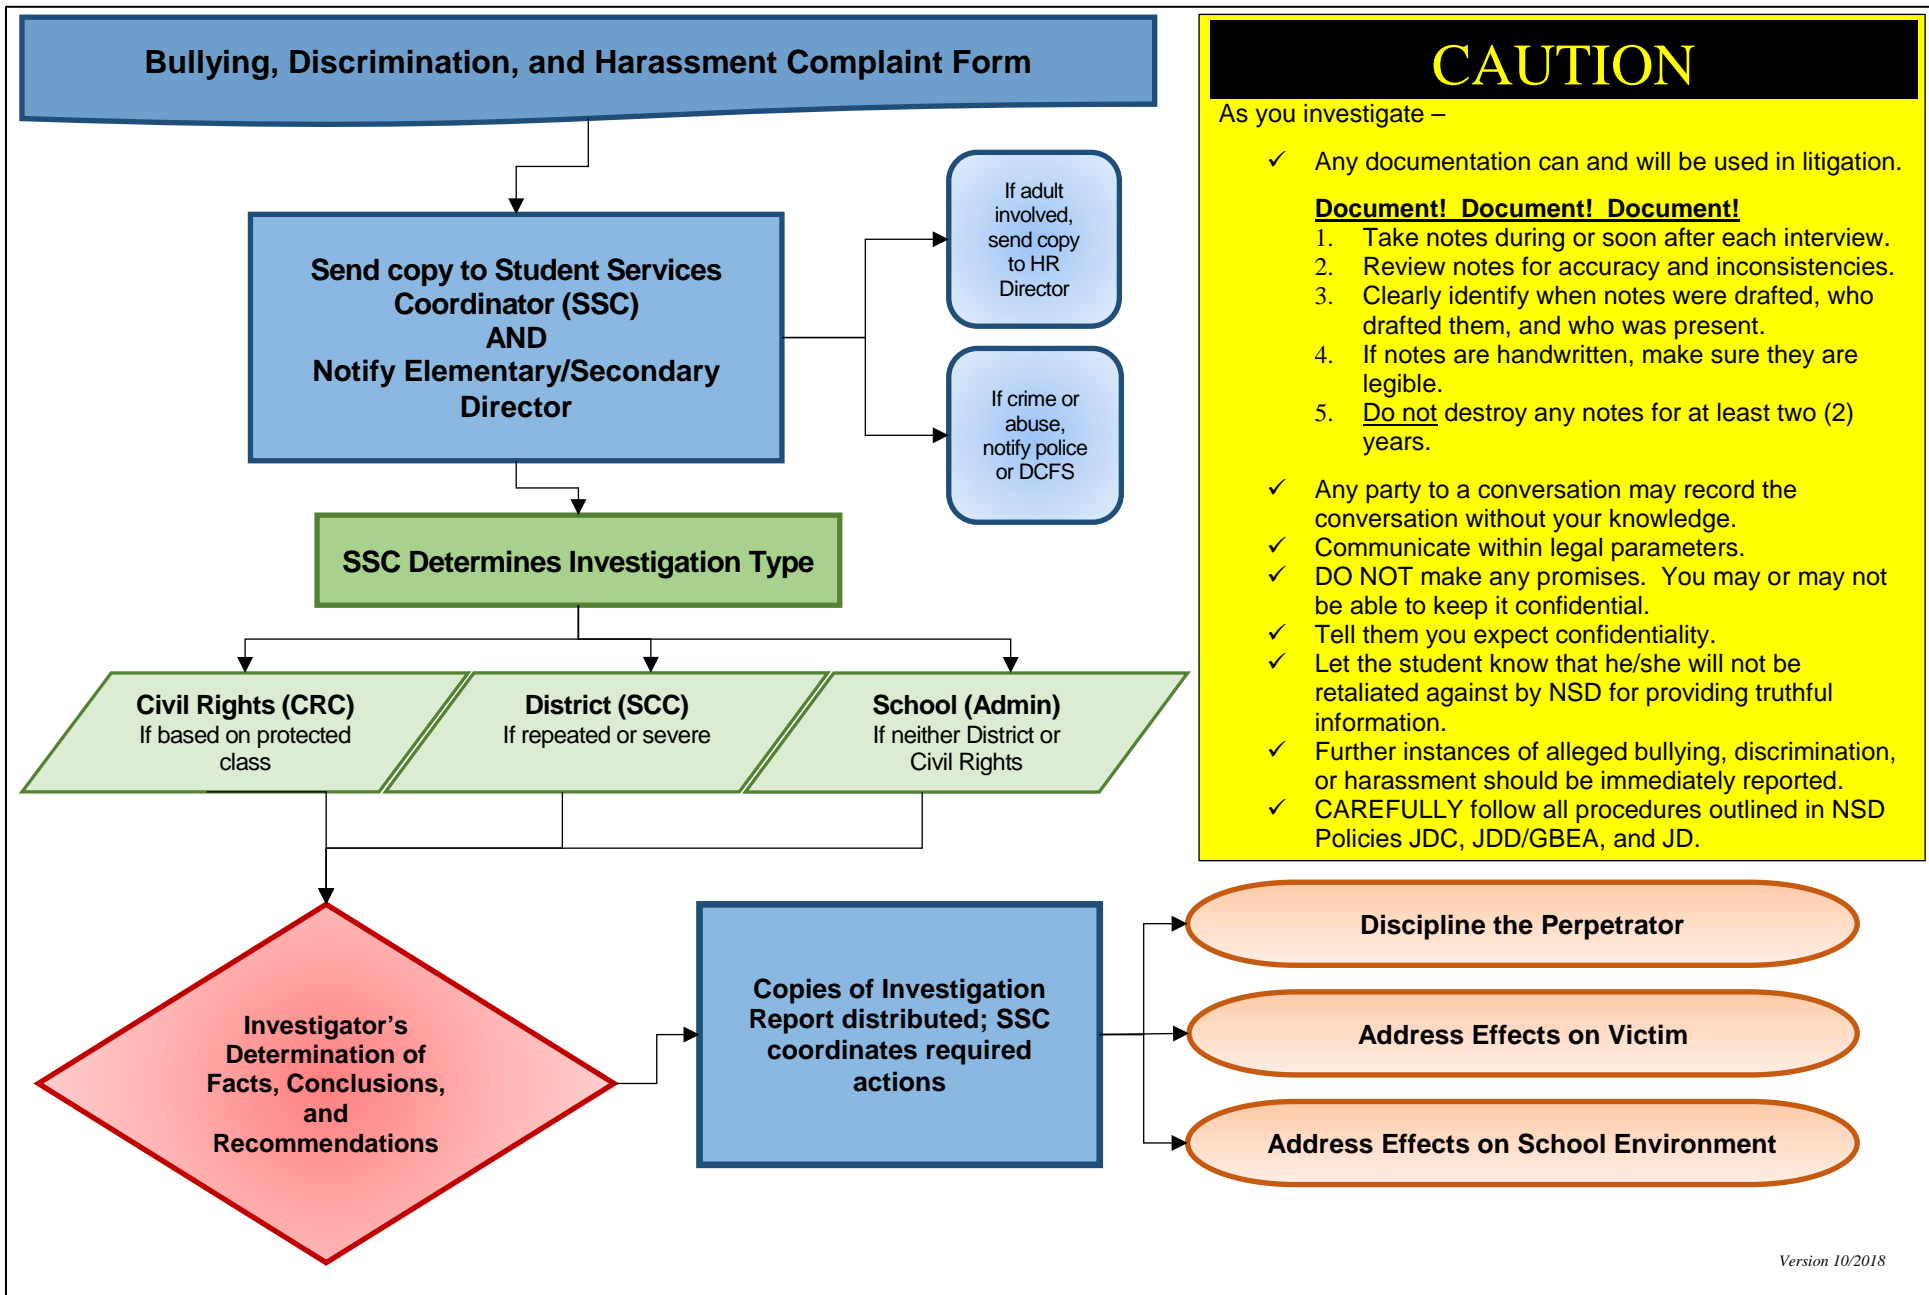 Bullying, Discrimination, and Harassment Complaint Form
Send copy to Student Services
Coordinator (SSC)
AND
Notify Elementary/Secondary
Director
If adult
involved,
send copy
to HR
Director
If crime or
abuse,
notify police
or DCFS
SSC Determines Investigation Type
Civil Rights (CRC)
If based on protected
class
District (SCC)
If repeated or severe
School (Admin)
If neither District or
Civil Rights
Investigator’s
Determination of
Facts, Conclusions,
and
Recommendations
Copies of Investigation
Report distributed; SSC
coordinates required
actions
Discipline the Perpetrator
Address Effects on Victim
Address Effects on School Environment
CAUTION
As you investigate –
✓ Any documentation can and will be used in litigation.
Document! Document! Document!
1. Take notes during or soon after each interview.
2. Review notes for accuracy and inconsistencies.
3. Clearly identify when notes were drafted, who
drafted them, and who was present.
4. If notes are handwritten, make sure they are
legible.
5. Do not destroy any notes for at least two (2)
years.
✓ Any party to a conversation may record the
conversation without your knowledge.
✓ Communicate within legal parameters.
✓ DO NOT make any promises. You may or may not
be able to keep it confidential.
✓ Tell them you expect confidentiality.
✓ Let the student know that he/she will not be
retaliated against by NSD for providing truthful
information.
✓ Further instances of alleged bullying, discrimination,
or harassment should be immediately reported.
✓ CAREFULLY follow all procedures outlined in NSD
Policies JDC, JDD/GBEA, and JD.
Version 10/2018